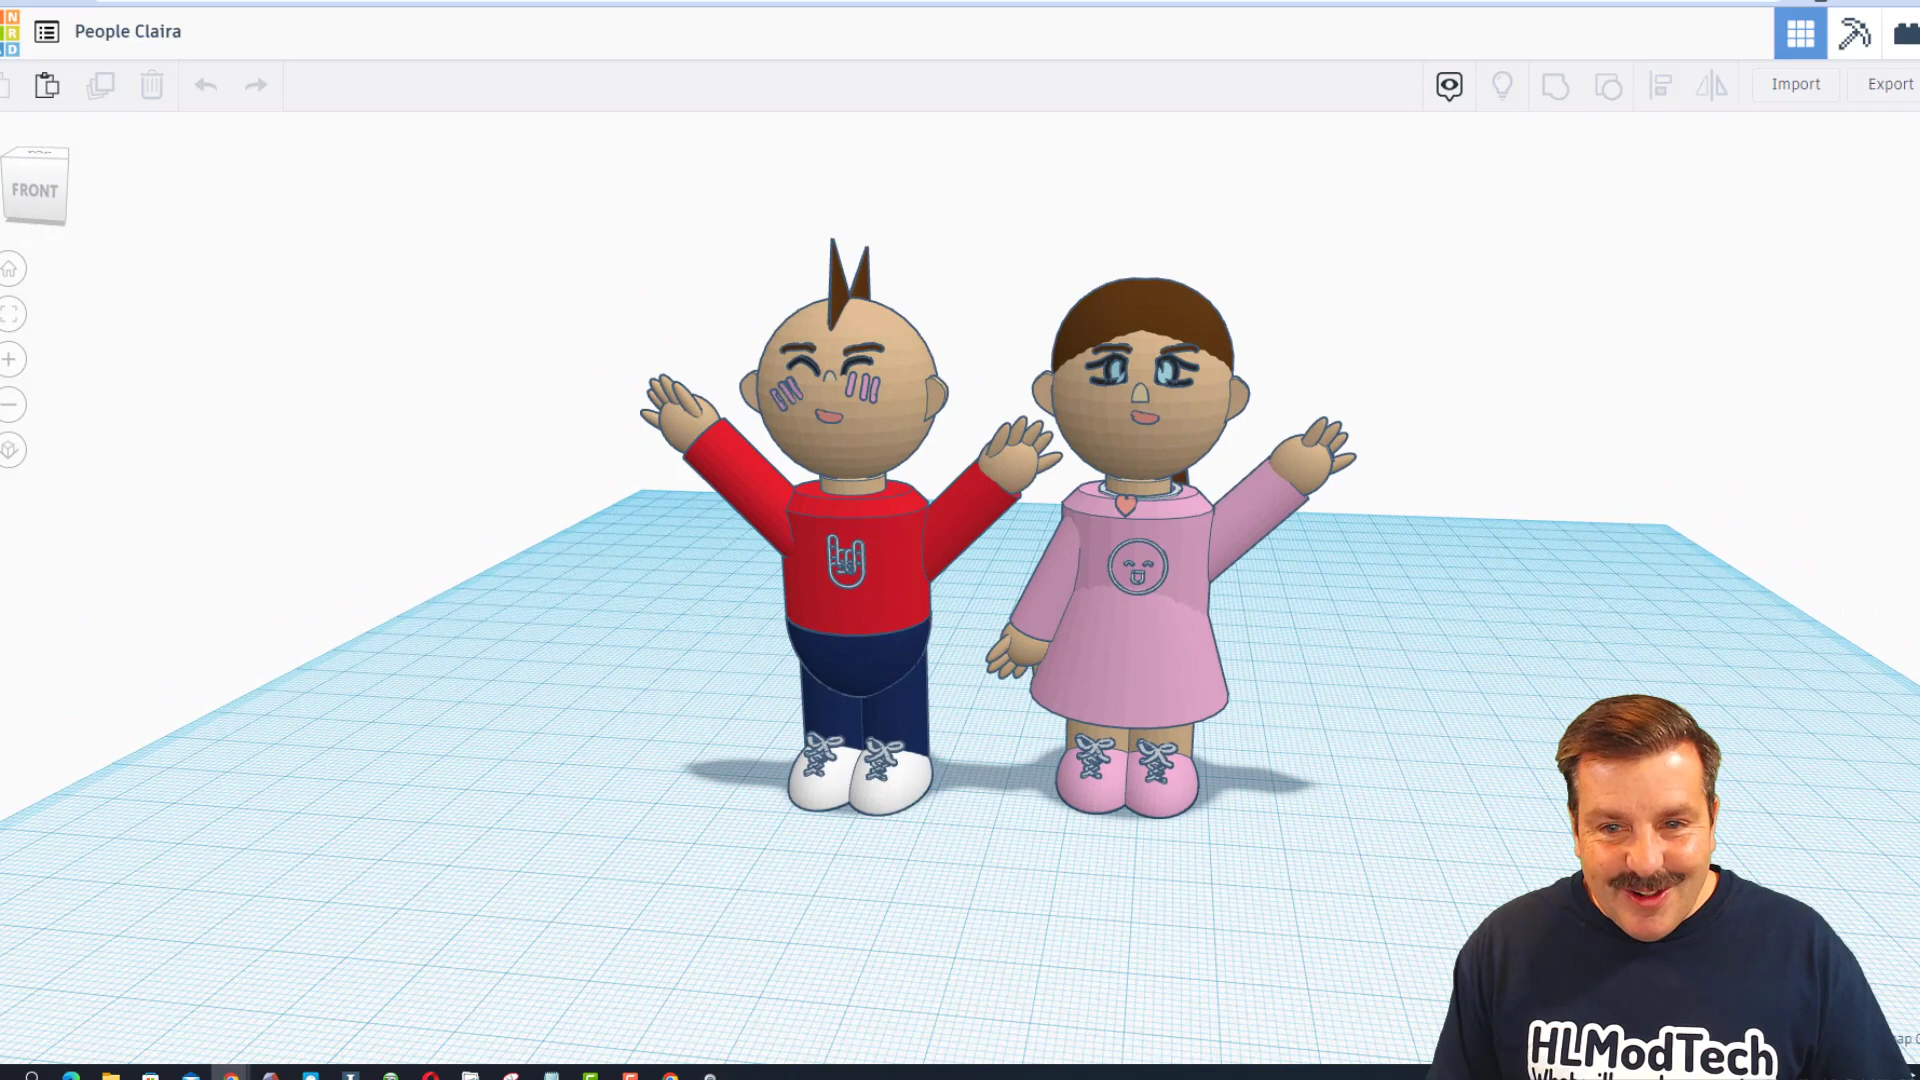 N
R
A D
People Claira
Import
Export
FRONT
HLModTech